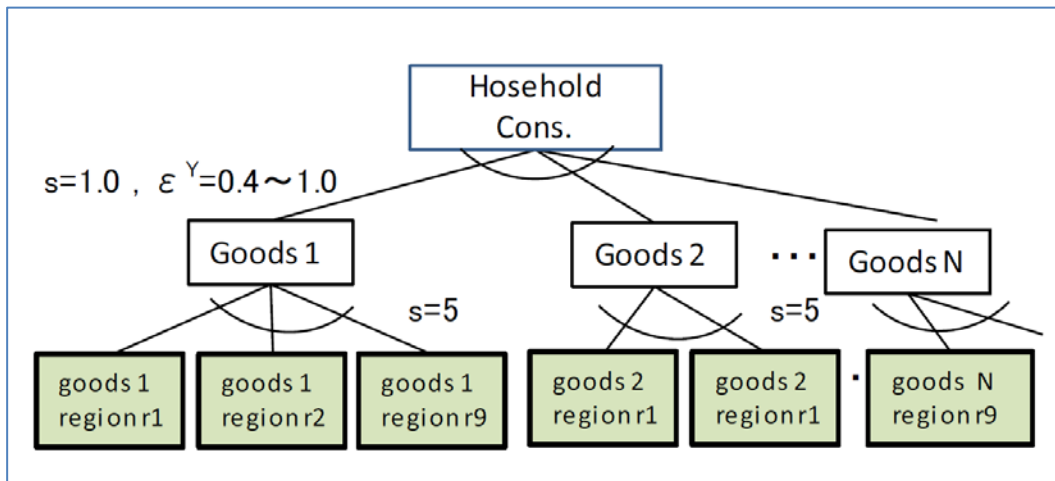 Hosehold
Cons.
s=1.0 , ε Y=0.4～1.0
Goods 1
Goods 2
･･･
Goods N
s=5
s=5
goods 1
region r1
goods 1
region r2
goods 1
region r9
goods 2
region r1
goods 2
region r1
･
goods N
region r9